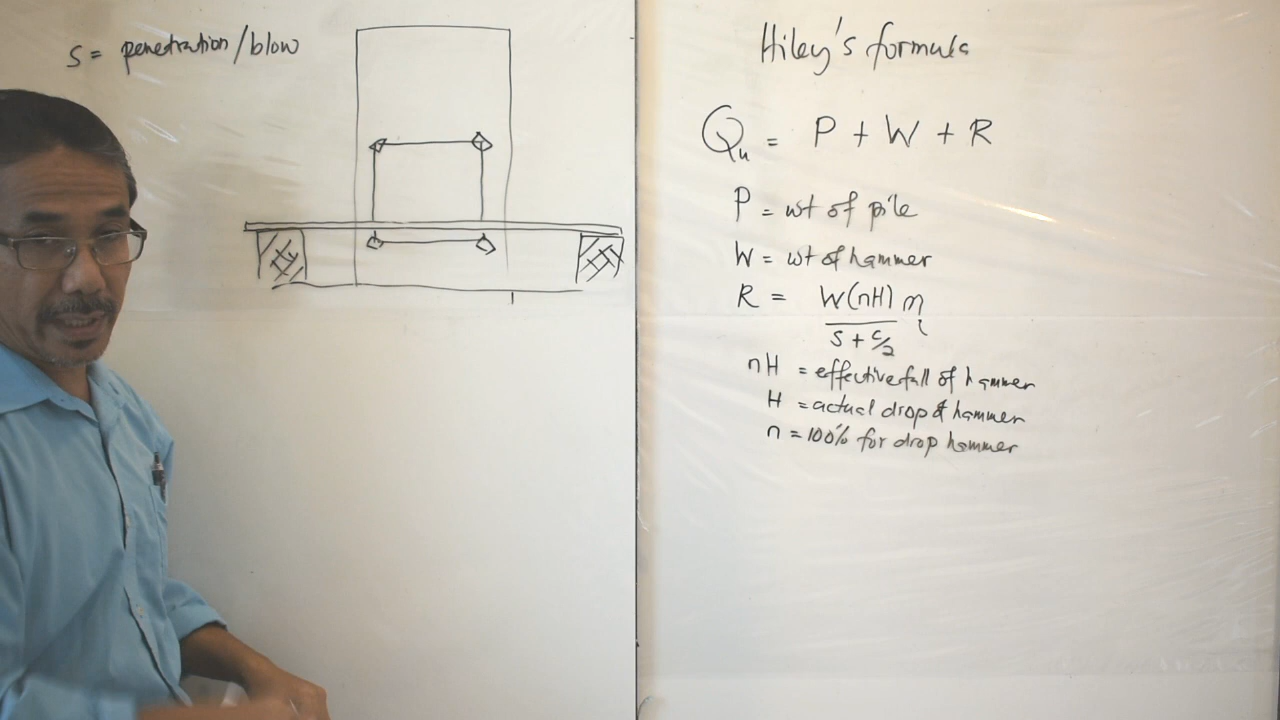 S = penetration/blow
Hiley's formula
Qu = P + W + R
P = wt of pile
W = wt of hammer
R = W(nH) η
S + c/2
nH = effective fall of hammer
H = actual drop of hammer
n = 100% for drop hammer